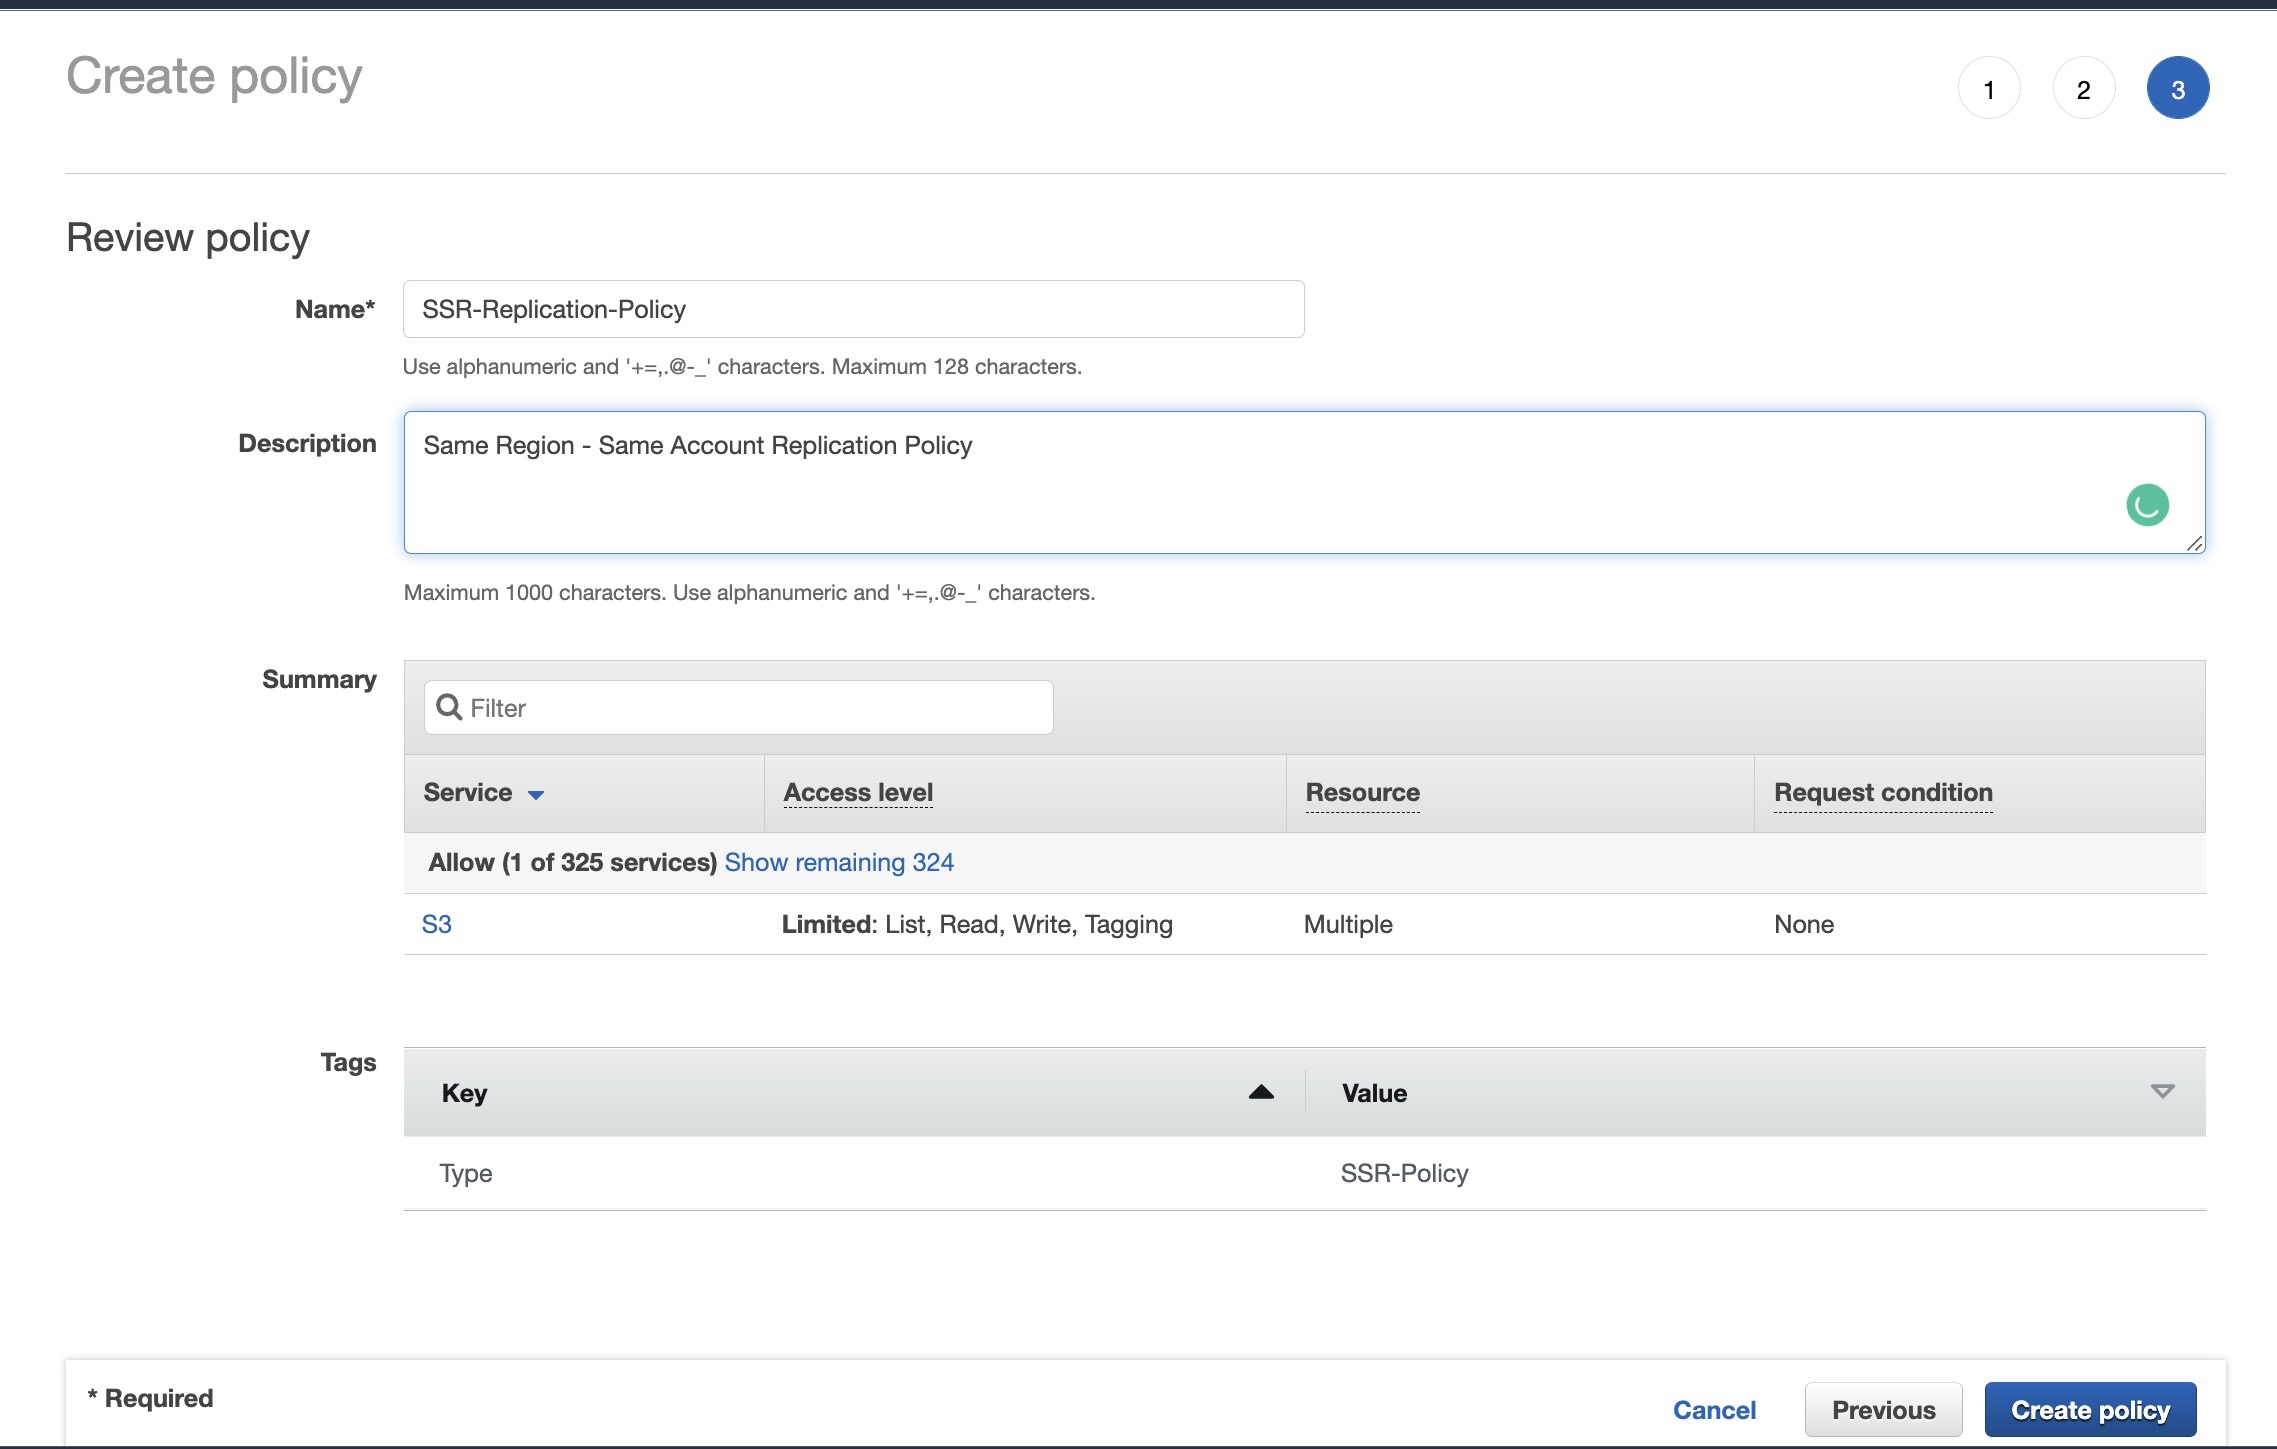 Create policy
1 2 3
Review policy
Name* SSR-Replication-Policy
Use alphanumeric and '+=,.@-_' characters. Maximum 128 characters.
Description Same Region - Same Account Replication Policy
Maximum 1000 characters. Use alphanumeric and '+=,.@-_' characters.
Summary Filter
Service Access level Resource Request condition
Allow (1 of 325 services) Show remaining 324
S3 Limited: List, Read, Write, Tagging Multiple None
Tags Key Value
Type SSR-Policy
* Required Cancel Previous Create policy